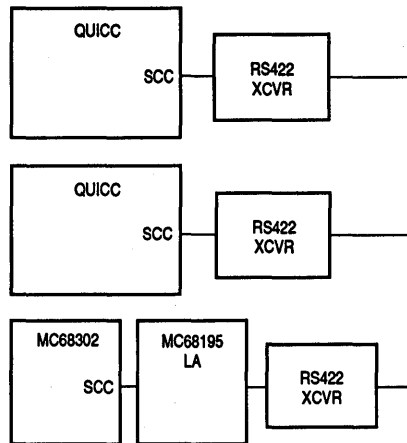 QUICC
SCC
RS422
XCVR
QUICC
SCC
RS422
XCVR
MC68302
SCC
MC68195
LA
RS422
XCVR